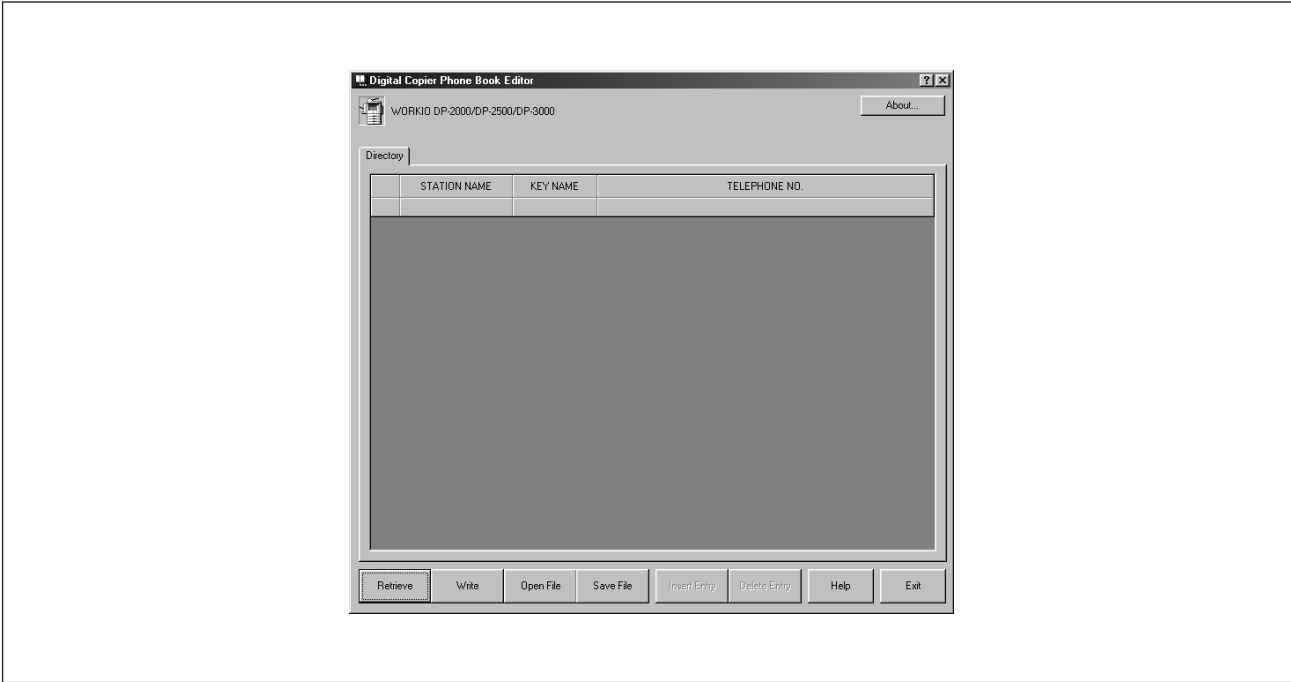 Digital Copier Phone Book Editor
WORKIO DP-2000/DP-2500/DP-3000
About...
Directory
STATION NAME KEY NAME TELEPHONE NO.
Retrieve Write Open File Save File Insert Entry Delete Entry Help Exit